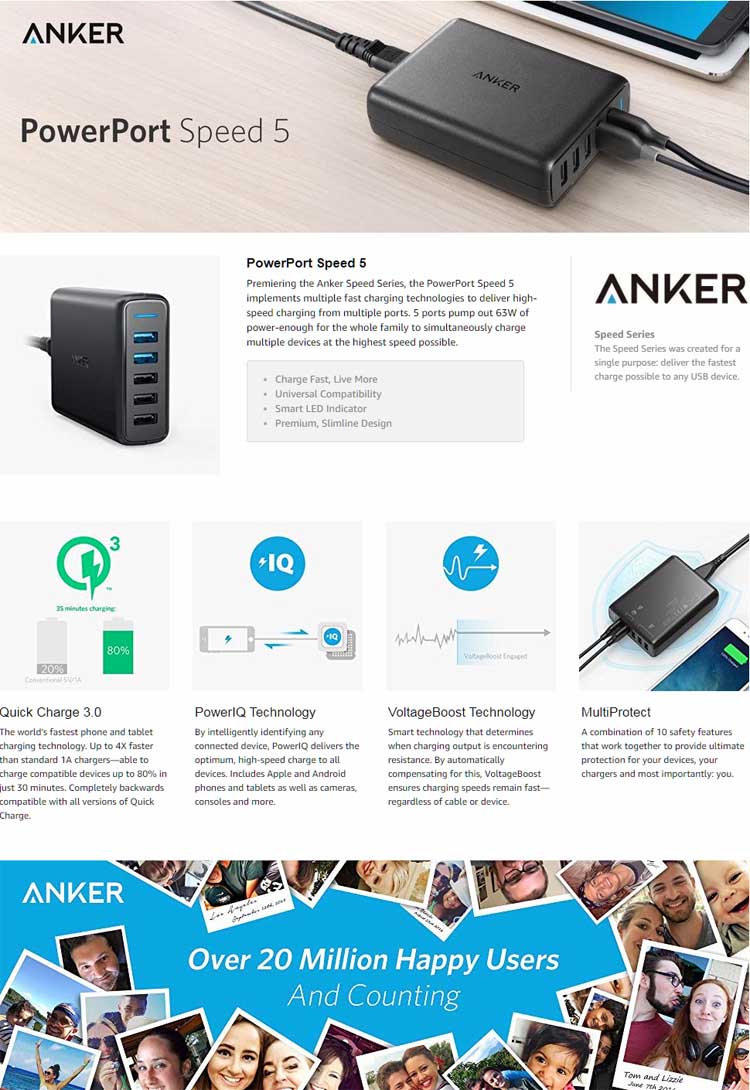 ANKER
ANKER
PowerPort Speed 5
PowerPort Speed 5
Premiering the Anker Speed Series, the PowerPort Speed 5
implements multiple fast charging technologies to deliver high-
speed charging from multiple ports. 5 ports pump out 63W of
power-enough for the whole family to simultaneously charge
multiple devices at the highest speed possible.
• Charge Fast, Live More
• Universal Compatibility
• Smart LED Indicator
• Premium, Slimline Design
ANKER
ANKER
Speed Series
The Speed Series was created for a
single purpose: deliver the fastest
charge possible to any USB device.
3
TM
35 minutes charging:
20%
80%
Conventional 5V/1A
Quick Charge 3.0
The world's fastest phone and tablet
charging technology. Up to 4X faster
than standard 1A chargers—able to
charge compatible devices up to 80% in
just 30 minutes. Completely backwards
compatible with all versions of Quick
Charge.
IQ
IQ
PowerIQ Technology
By intelligently identifying any
connected device, PowerIQ delivers the
optimum, high-speed charge to all
devices. Includes Apple and Android
phones and tablets as well as cameras,
consoles and more.
VoltageBoost Engaged
VoltageBoost Technology
Smart technology that determines
when charging output is encountering
resistance. By automatically
compensating for this, VoltageBoost
ensures charging speeds remain fast—
regardless of cable or device.
MultiProtect
A combination of 10 safety features
that work together to provide ultimate
protection for your devices, your
chargers and most importantly: you.
ANKER
Los Angeles
September 12th, 2015
Over 20 Million Happy Users
And Counting
Tom and Lizzie
June 7th